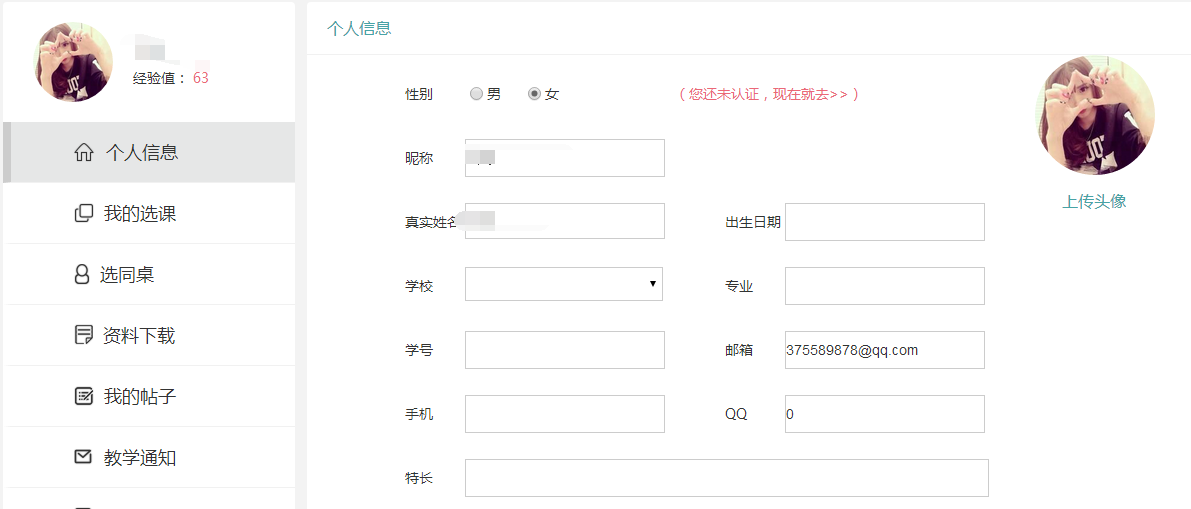 经验值： 63
个人信息
我的选课
选同桌
资料下载
我的帖子
教学通知
个人信息
性别 男 女 （您还未认证，现在就去>>）
昵称
真实姓名 出生日期
学校 专业
学号 邮箱 375589878@qq.com
手机 QQ 0
特长
上传头像